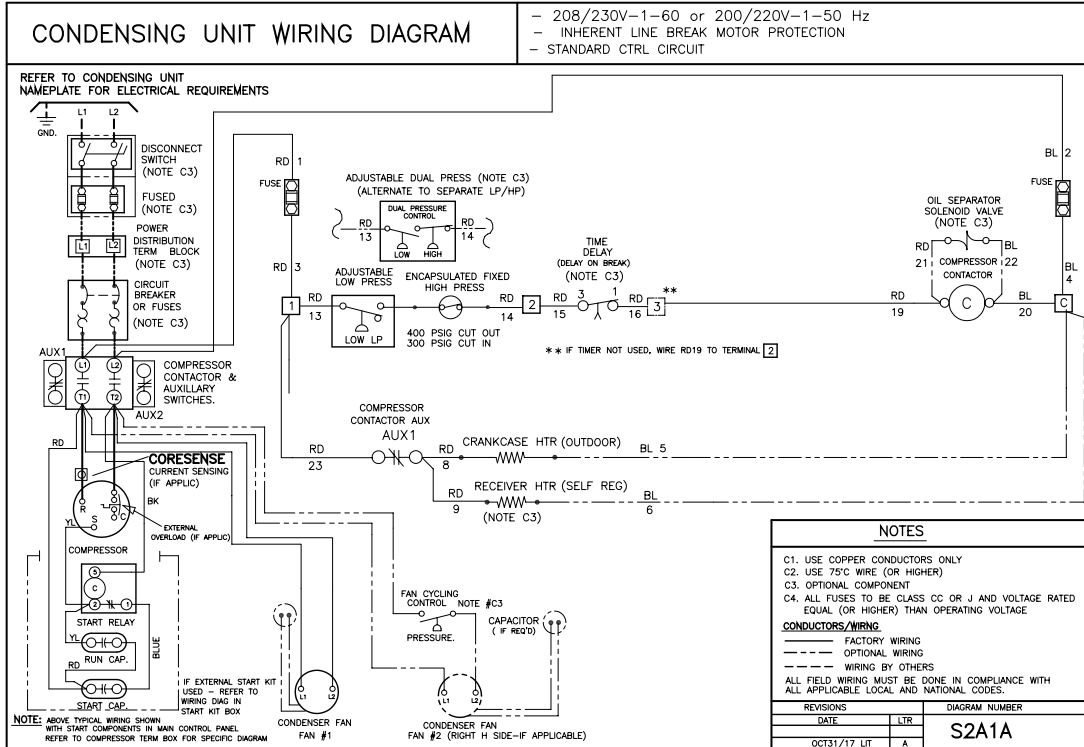 CONDENSING UNIT WIRING DIAGRAM
– 208/230V–1–60 or 200/220V–1–50 Hz
– INHERENT LINE BREAK MOTOR PROTECTION
– STANDARD CTRL CIRCUIT
REFER TO CONDENSING UNIT
NAMEPLATE FOR ELECTRICAL REQUIREMENTS
L1 L2
GND.
DISCONNECT
SWITCH
(NOTE C3)
FUSED
(NOTE C3)
POWER
DISTRIBUTION
TERM BLOCK
(NOTE C3)
L1 L2
CIRCUIT
BREAKER
OR FUSES
(NOTE C3)
AUX1
L1 L2
T1 T2
COMPRESSOR
CONTACTOR &
AUXILLARY
SWITCHES.
AUX2
RD
CORESENSE
CURRENT SENSING
(IF APPLIC)
BK
R
S
C
YL
EXTERNAL
OVERLOAD (IF APPLIC)
COMPRESSOR
5
C
2 1
START RELAY
YL
RUN CAP.
RD
START CAP.
BLUE
IF EXTERNAL START KIT
USED – REFER TO
WIRING DIAG IN
START KIT BOX
NOTE: ABOVE TYPICAL WIRING SHOWN
WITH START COMPONENTS IN MAIN CONTROL PANEL
REFER TO COMPRESSOR TERM BOX FOR SPECIFIC DIAGRAM
RD 1
FUSE
RD 3
1
ADJUSTABLE DUAL PRESS (NOTE C3)
(ALTERNATE TO SEPARATE LP/HP)
DUAL PRESSURE
CONTROL
RD
13
RD
14
LOW HIGH
ADJUSTABLE
LOW PRESS
RD
13
LOW LP
ENCAPSULATED FIXED
HIGH PRESS
400 PSIG CUT OUT
300 PSIG CUT IN
RD
14
2
TIME
DELAY
(DELAY ON BREAK)
(NOTE C3)
RD
15
3 1
RD
16
3
**
** IF TIMER NOT USED, WIRE RD19 TO TERMINAL 2
OIL SEPARATOR
SOLENOID VALVE
(NOTE C3)
RD
21
BL
22
COMPRESSOR
CONTACTOR
RD
19
C
BL
20
BL 2
FUSE
BL
4
C
COMPRESSOR
CONTACTOR AUX
AUX1
RD
23
RD
8
CRANKCASE HTR (OUTDOOR)
BL 5
RD
9
RECEIVER HTR (SELF REG)
(NOTE C3)
BL
6
FAN CYCLING
CONTROL NOTE #C3
PRESSURE.
CAPACITOR
( IF REQ'D)
L1 L2
CONDENSER FAN
FAN #1
L1 L2
CONDENSER FAN
FAN #2 (RIGHT H SIDE–IF APPLICABLE)
NOTES
C1. USE COPPER CONDUCTORS ONLY
C2. USE 75°C WIRE (OR HIGHER)
C3. OPTIONAL COMPONENT
C4. ALL FUSES TO BE CLASS CC OR J AND VOLTAGE RATED
EQUAL (OR HIGHER) THAN OPERATING VOLTAGE
CONDUCTORS/WIRNG
FACTORY WIRING
OPTIONAL WIRING
WIRING BY OTHERS
ALL FIELD WIRING MUST BE DONE IN COMPLIANCE WITH
ALL APPLICABLE LOCAL AND NATIONAL CODES.
REVISIONS
DATE LTR
OCT31/17 LIT A
DIAGRAM NUMBER
S2A1A